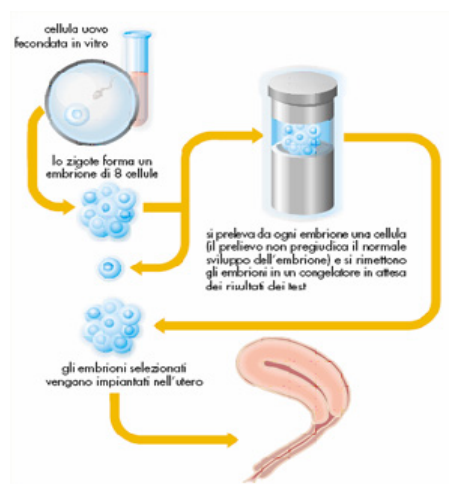 cellula uovo
fecondata in vitro
lo zigote forma un
embrione di 8 cellule
si preleva da ogni embrione una cellula
(il prelievo non pregiudica il normale
sviluppo dell'embrione) e si rimettono
gli embrioni in un congelatore in attesa
dei risultati dei test
gli embrioni selezionati
vengono impiantati nell'utero